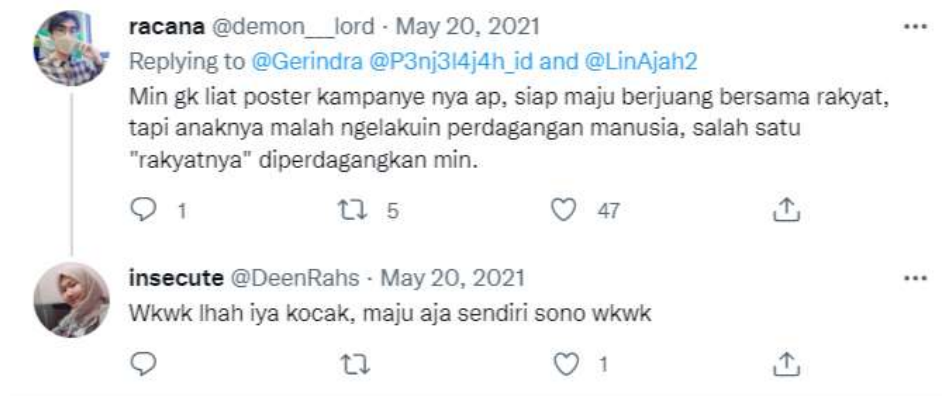 racana @demon__lord · May 20, 2021
Replying to @Gerindra @P3nj3l4j4h_id and @LinAjah2
Min gk liat poster kampanye nya ap, siap maju berjuang bersama rakyat,
tapi anaknya malah ngelakuin perdagangan manusia, salah satu
"rakyatnya" diperdagangkan min.
1 5 47
insecute @DeenRahs · May 20, 2021
Wkwk lhah iya kocak, maju aja sendiri sono wkwk
1